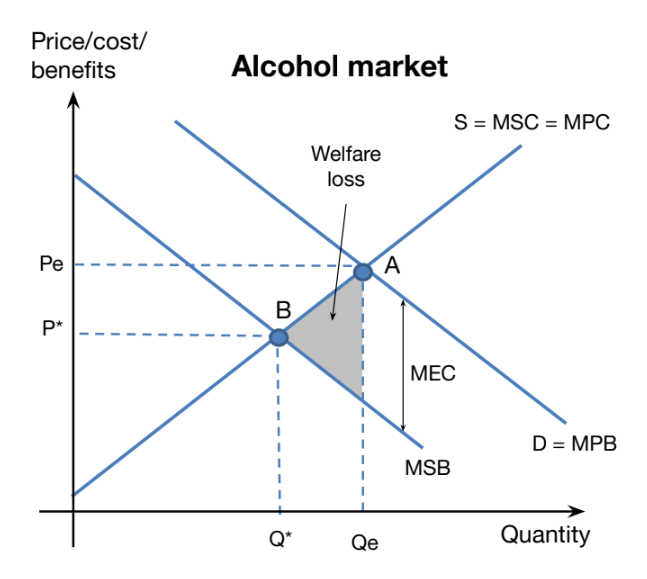 Price/cost/
benefits
Alcohol market
S = MSC = MPC
Welfare
loss
Pe
A
B
P*
MEC
D = MPB
MSB
Q*
Qe
Quantity